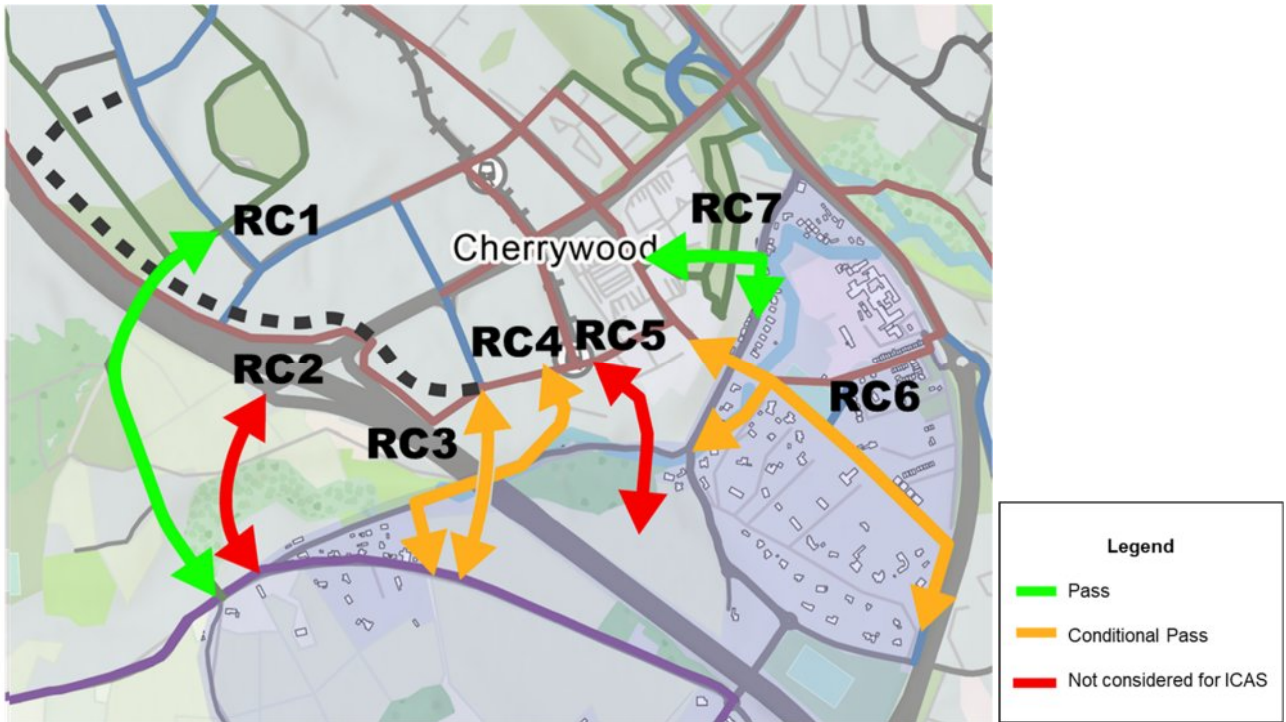 RC1
RC7
Cherrywood
RC4
RC5
RC2
RC6
RC3
Legend
Pass
Conditional Pass
Not considered for ICAS